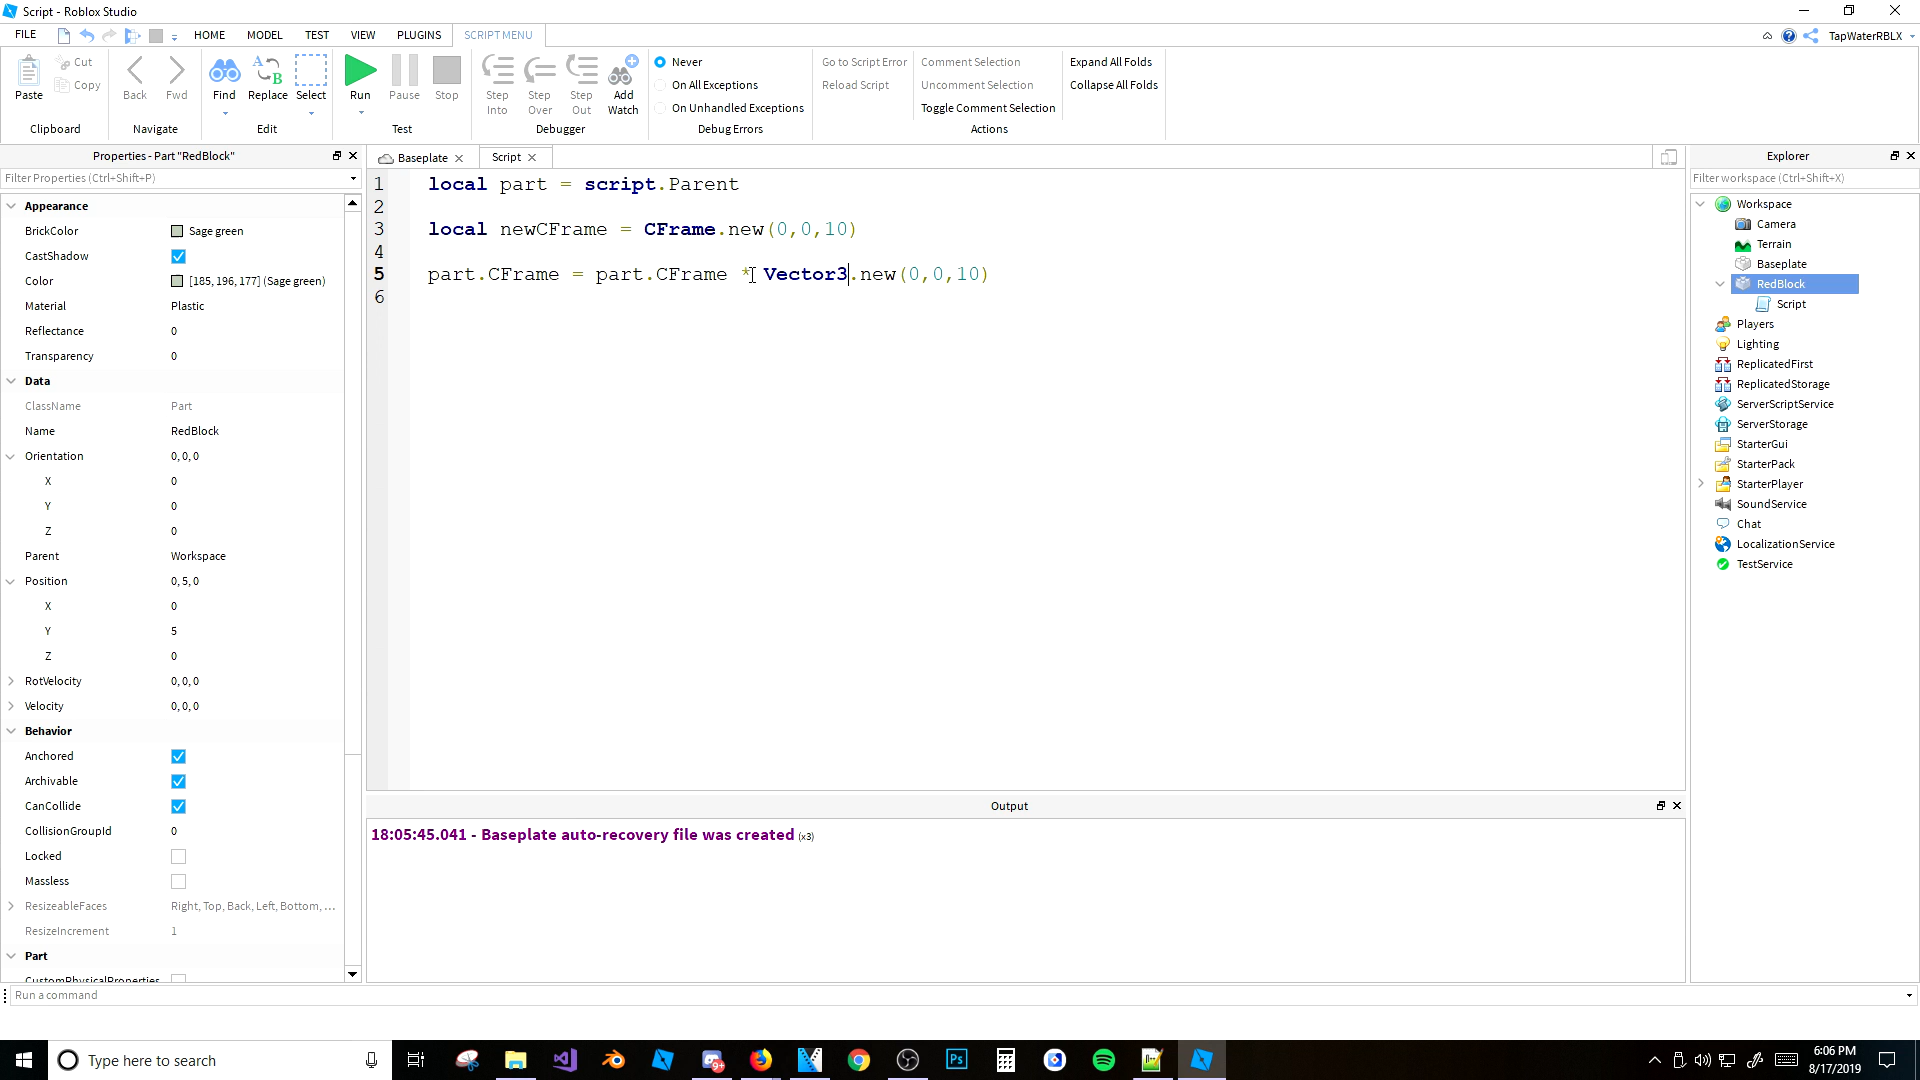 Script - Roblox Studio
FILE HOME MODEL TEST VIEW PLUGINS SCRIPT MENU TapWaterRBLX
Paste Cut Copy Clipboard
Back Fwd Navigate
Find Replace Select Edit
Run Pause Stop Test
Step Into Step Over Step Out Add Watch Debugger
Never
On All Exceptions
On Unhandled Exceptions
Debug Errors
Go to Script Error
Reload Script
Comment Selection
Uncomment Selection
Toggle Comment Selection
Actions
Expand All Folds
Collapse All Folds
Properties - Part "RedBlock"
Filter Properties (Ctrl+Shift+P)
Appearance
BrickColor Sage green
CastShadow
Color [185, 196, 177] (Sage green)
Material Plastic
Reflectance 0
Transparency 0
Data
ClassName Part
Name RedBlock
Orientation 0, 0, 0
X 0
Y 0
Z 0
Parent Workspace
Position 0, 5, 0
X 0
Y 5
Z 0
RotVelocity 0, 0, 0
Velocity 0, 0, 0
Behavior
Anchored
Archivable
CanCollide
CollisionGroupId 0
Locked
Massless
ResizeableFaces Right, Top, Back, Left, Bottom, ...
ResizeIncrement 1
Part
CustomPhysicalProperties
Baseplate Script
1 local part = script.Parent
2
3 local newCFrame = CFrame.new(0,0,10)
4
5 part.CFrame = part.CFrame * Vector3.new(0,0,10)
6
Output
18:05:45.041 - Baseplate auto-recovery file was created (x3)
Explorer
Filter workspace (Ctrl+Shift+X)
Workspace
Camera
Terrain
Baseplate
RedBlock
Script
Players
Lighting
ReplicatedFirst
ReplicatedStorage
ServerScriptService
ServerStorage
StarterGui
StarterPack
StarterPlayer
SoundService
Chat
LocalizationService
TestService
Run a command
Type here to search
9+
Ps
6:06 PM
8/17/2019